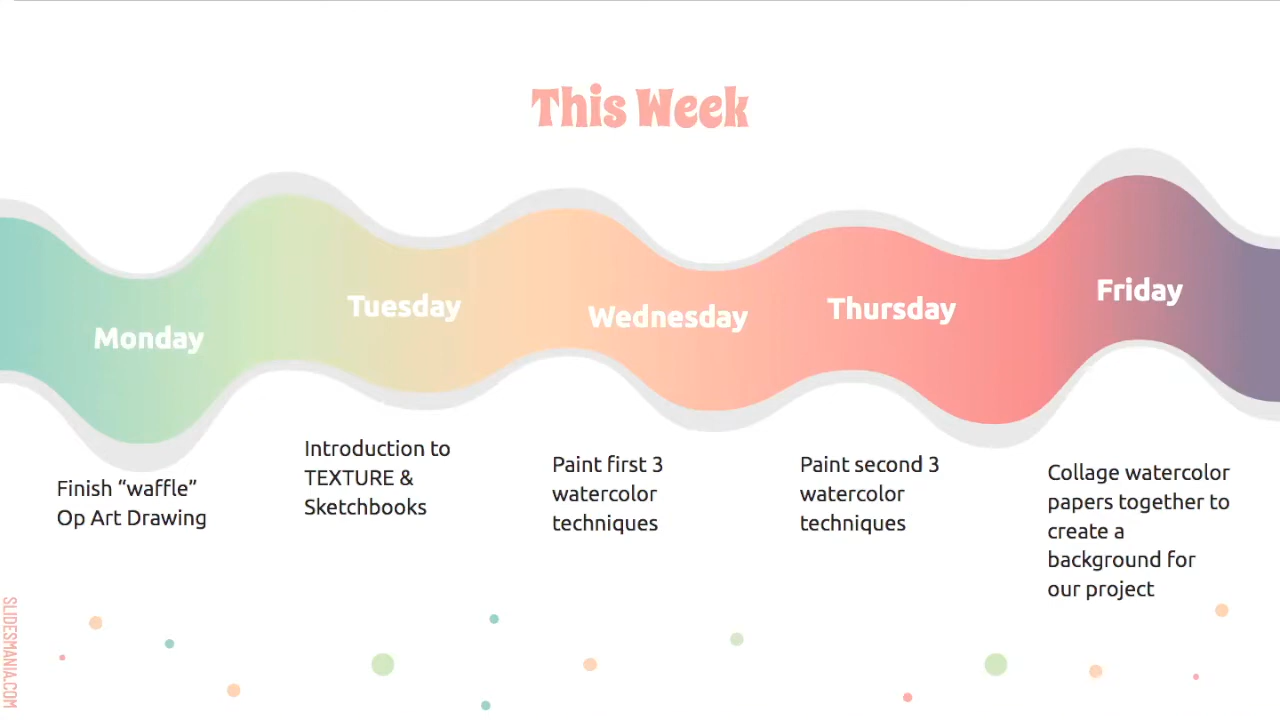 This Week
Monday
Tuesday
Wednesday
Thursday
Friday
Finish “waffle”
Op Art Drawing
Introduction to
TEXTURE &
Sketchbooks
Paint first 3
watercolor
techniques
Paint second 3
watercolor
techniques
Collage watercolor
papers together to
create a
background for
our project
SLIDESMANIA.COM